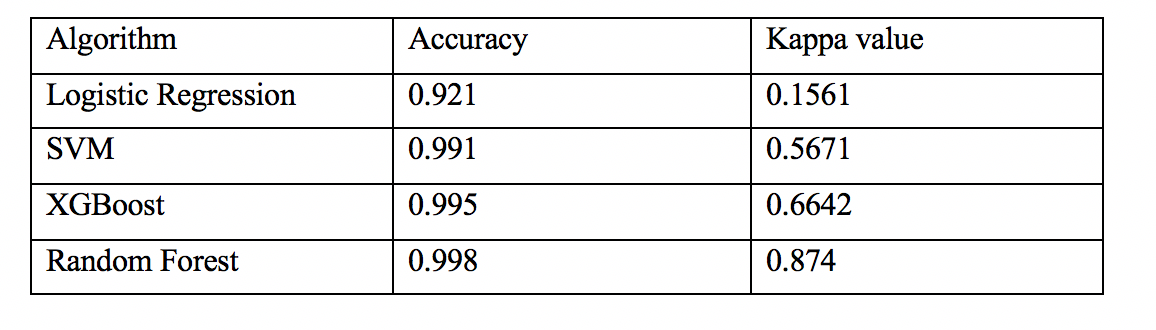 Algorithm Accuracy Kappa value
Logistic Regression 0.921 0.1561
SVM 0.991 0.5671
XGBoost 0.995 0.6642
Random Forest 0.998 0.874